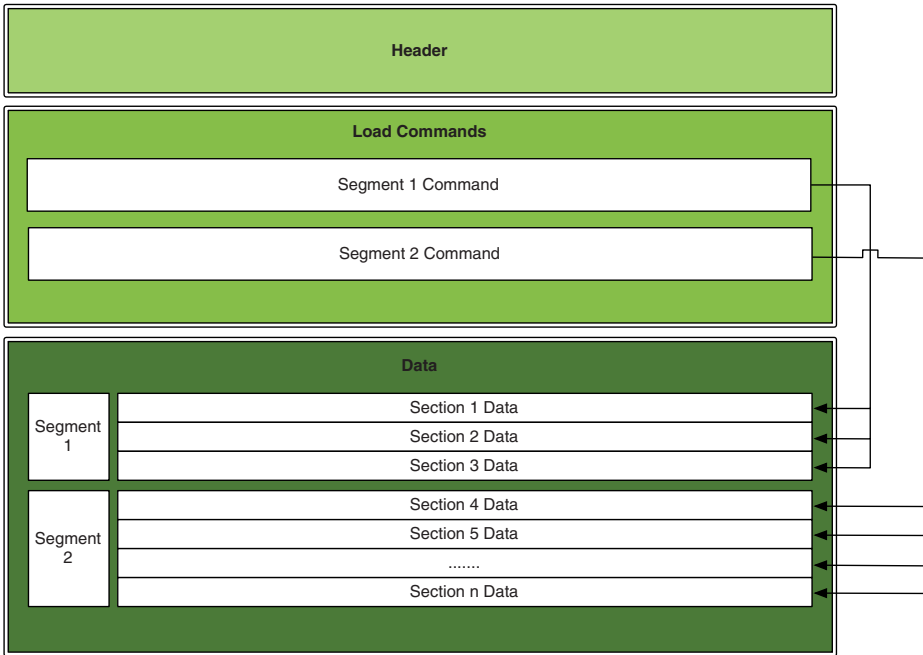 Header
Load Commands
Segment 1 Command
Segment 2 Command
Data
Segment
1
Section 1 Data
Section 2 Data
Section 3 Data
Segment
2
Section 4 Data
Section 5 Data
.......
Section n Data